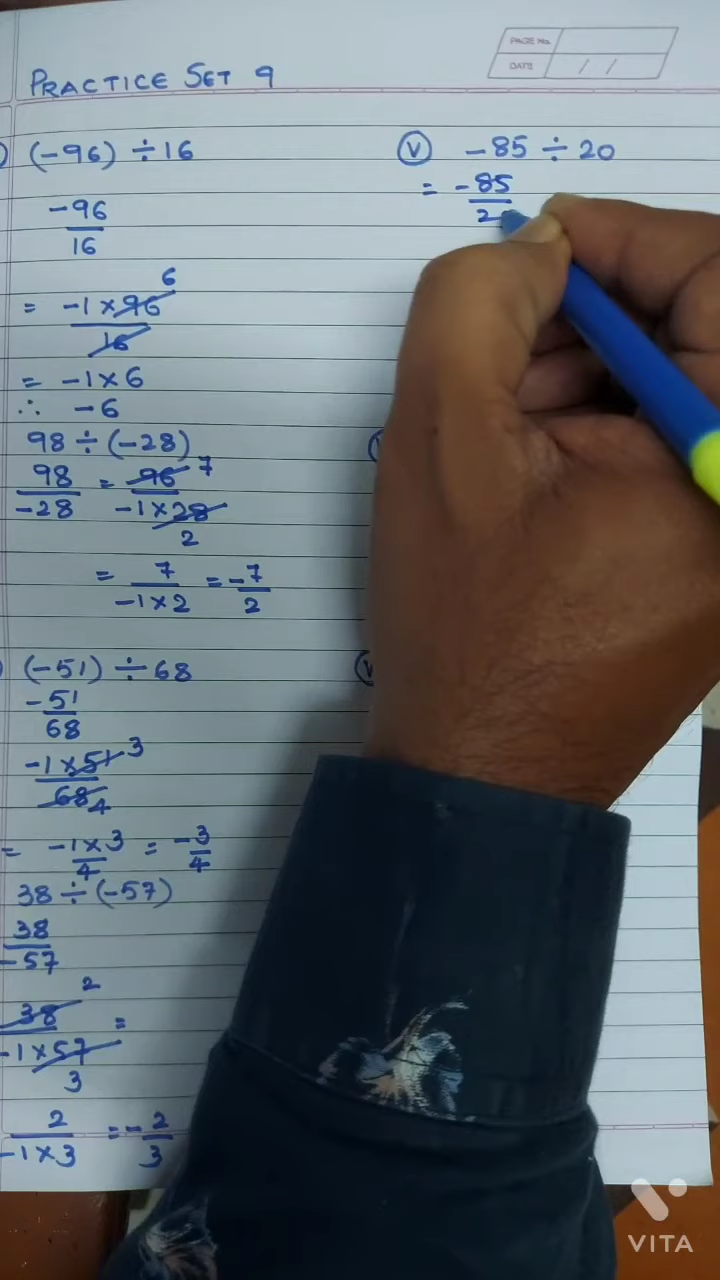 PAGE No.
DATE / /
PRACTICE SET 9
(-96) ÷ 16
-96
16
6
= -1 × 96
16
= -1 × 6
∴ -6
98 ÷ (-28)
98 = 96 7
-28 -1 × 28
2
= 7 = -7
-1 × 2 2
(-51) ÷ 68
-51
68
-1 × 51 3
68 4
= -1 × 3 = -3
4 4
38 ÷ (-57)
38
-57
2
38 =
-1 × 57
3
2 = -2
-1 × 3 3
(v) -85 ÷ 20
= -85
2
VITA